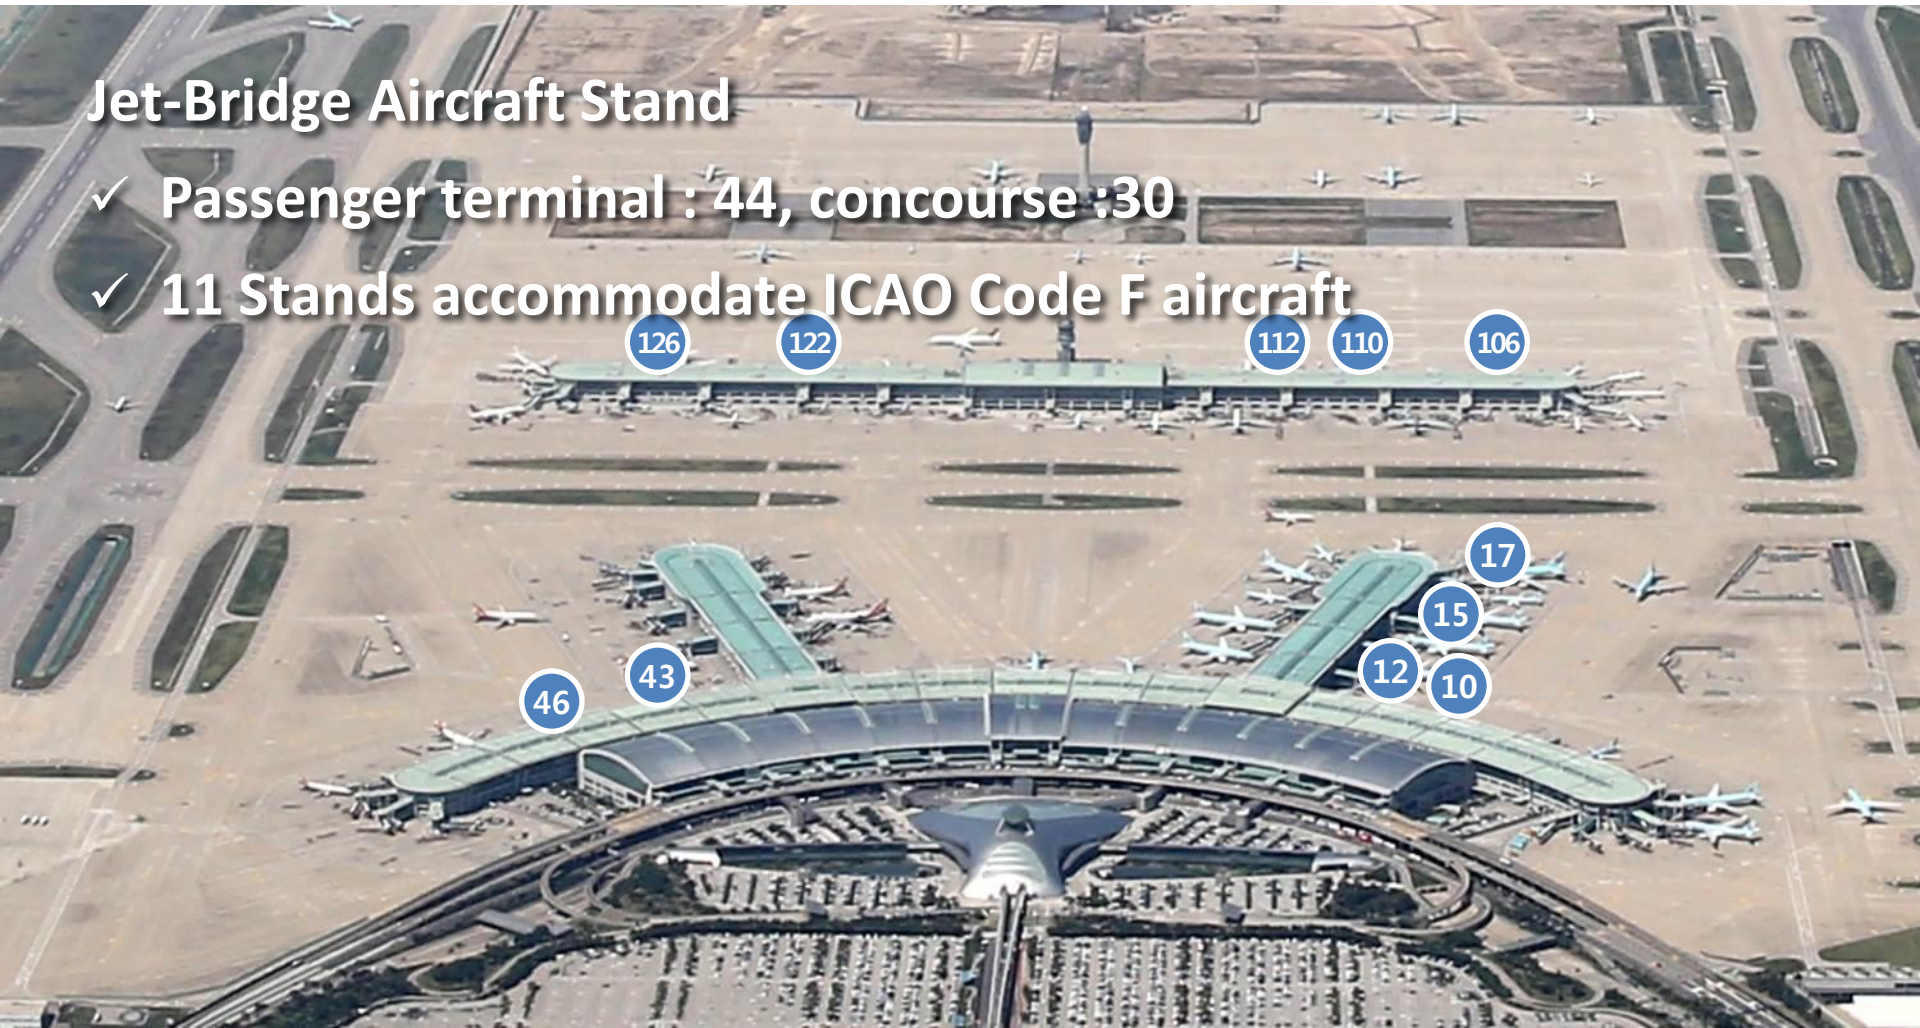 Jet-Bridge Aircraft Stand
✓ Passenger terminal : 44, concourse :30
✓ 11 Stands accommodate ICAO Code F aircraft
126 122 112 110 106
17
15
46 43 12 10